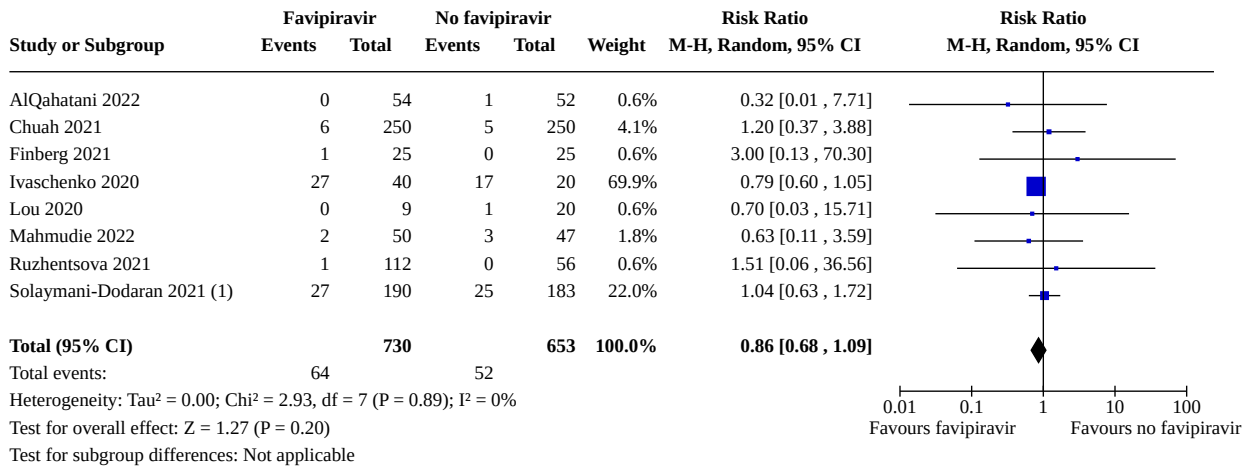 Favipiravir No favipiravir Risk Ratio Risk Ratio
Study or Subgroup Events Total Events Total Weight M-H, Random, 95% CI M-H, Random, 95% CI
AlQahatani 2022 0 54 1 52 0.6% 0.32 [0.01 , 7.71]
Chuah 2021 6 250 5 250 4.1% 1.20 [0.37 , 3.88]
Finberg 2021 1 25 0 25 0.6% 3.00 [0.13 , 70.30]
Ivaschenko 2020 27 40 17 20 69.9% 0.79 [0.60 , 1.05]
Lou 2020 0 9 1 20 0.6% 0.70 [0.03 , 15.71]
Mahmudie 2022 2 50 3 47 1.8% 0.63 [0.11 , 3.59]
Ruzhentsova 2021 1 112 0 56 0.6% 1.51 [0.06 , 36.56]
Solaymani-Dodaran 2021 (1) 27 190 25 183 22.0% 1.04 [0.63 , 1.72]
Total (95% CI) 730 653 100.0% 0.86 [0.68 , 1.09]
Total events: 64 52
Heterogeneity: Tau² = 0.00; Chi² = 2.93, df = 7 (P = 0.89); I² = 0%
0.01 0.1 1 10 100
Test for overall effect: Z = 1.27 (P = 0.20)
Favours favipiravir Favours no favipiravir
Test for subgroup differences: Not applicable